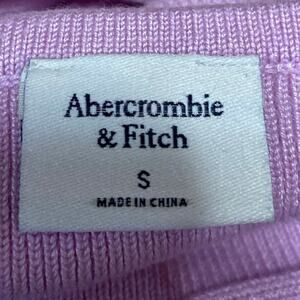 Abercrombie
& Fitch
S
MADE IN CHINA